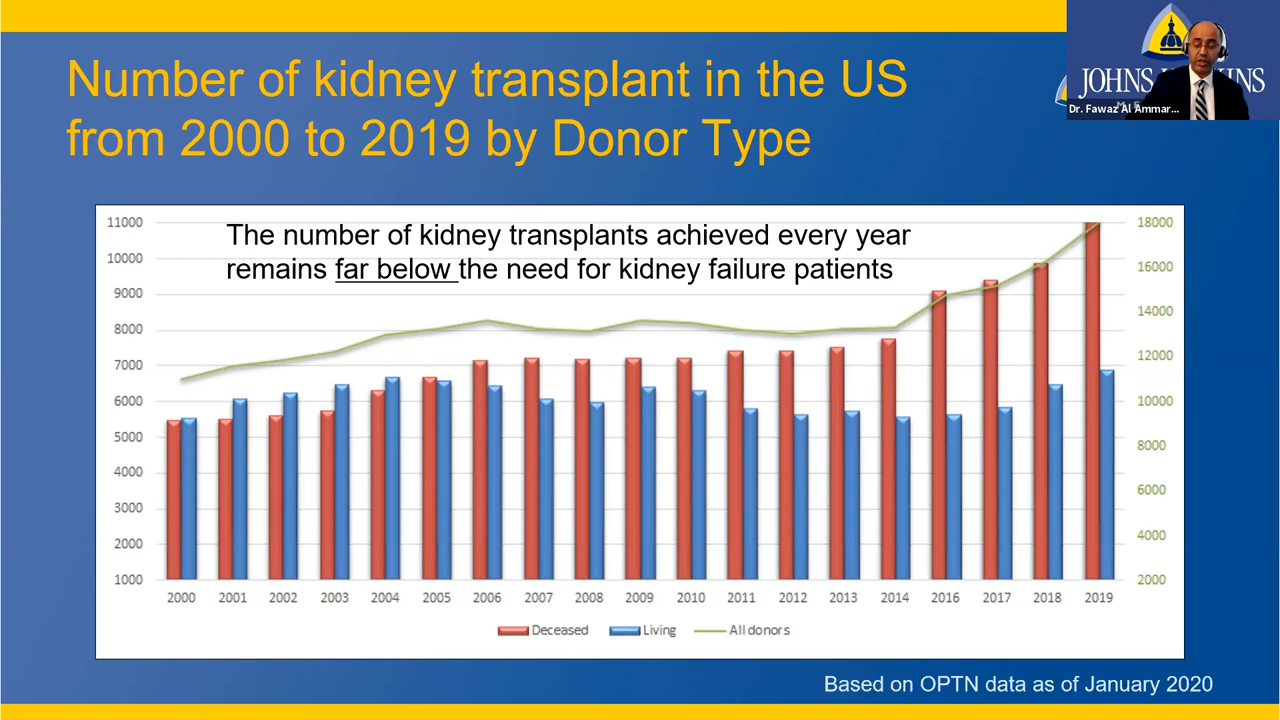 Number of kidney transplant in the US
from 2000 to 2019 by Donor Type
JOHNS
Dr. Fawaz Al Ammar...
The number of kidney transplants achieved every year
remains far below the need for kidney failure patients
11000
10000
9000
8000
7000
6000
5000
4000
3000
2000
1000
18000
16000
14000
12000
10000
8000
6000
4000
2000
2000 2001 2002 2003 2004 2005 2006 2007 2008 2009 2010 2011 2012 2013 2014 2016 2017 2018 2019
Deceased Living All donors
Based on OPTN data as of January 2020